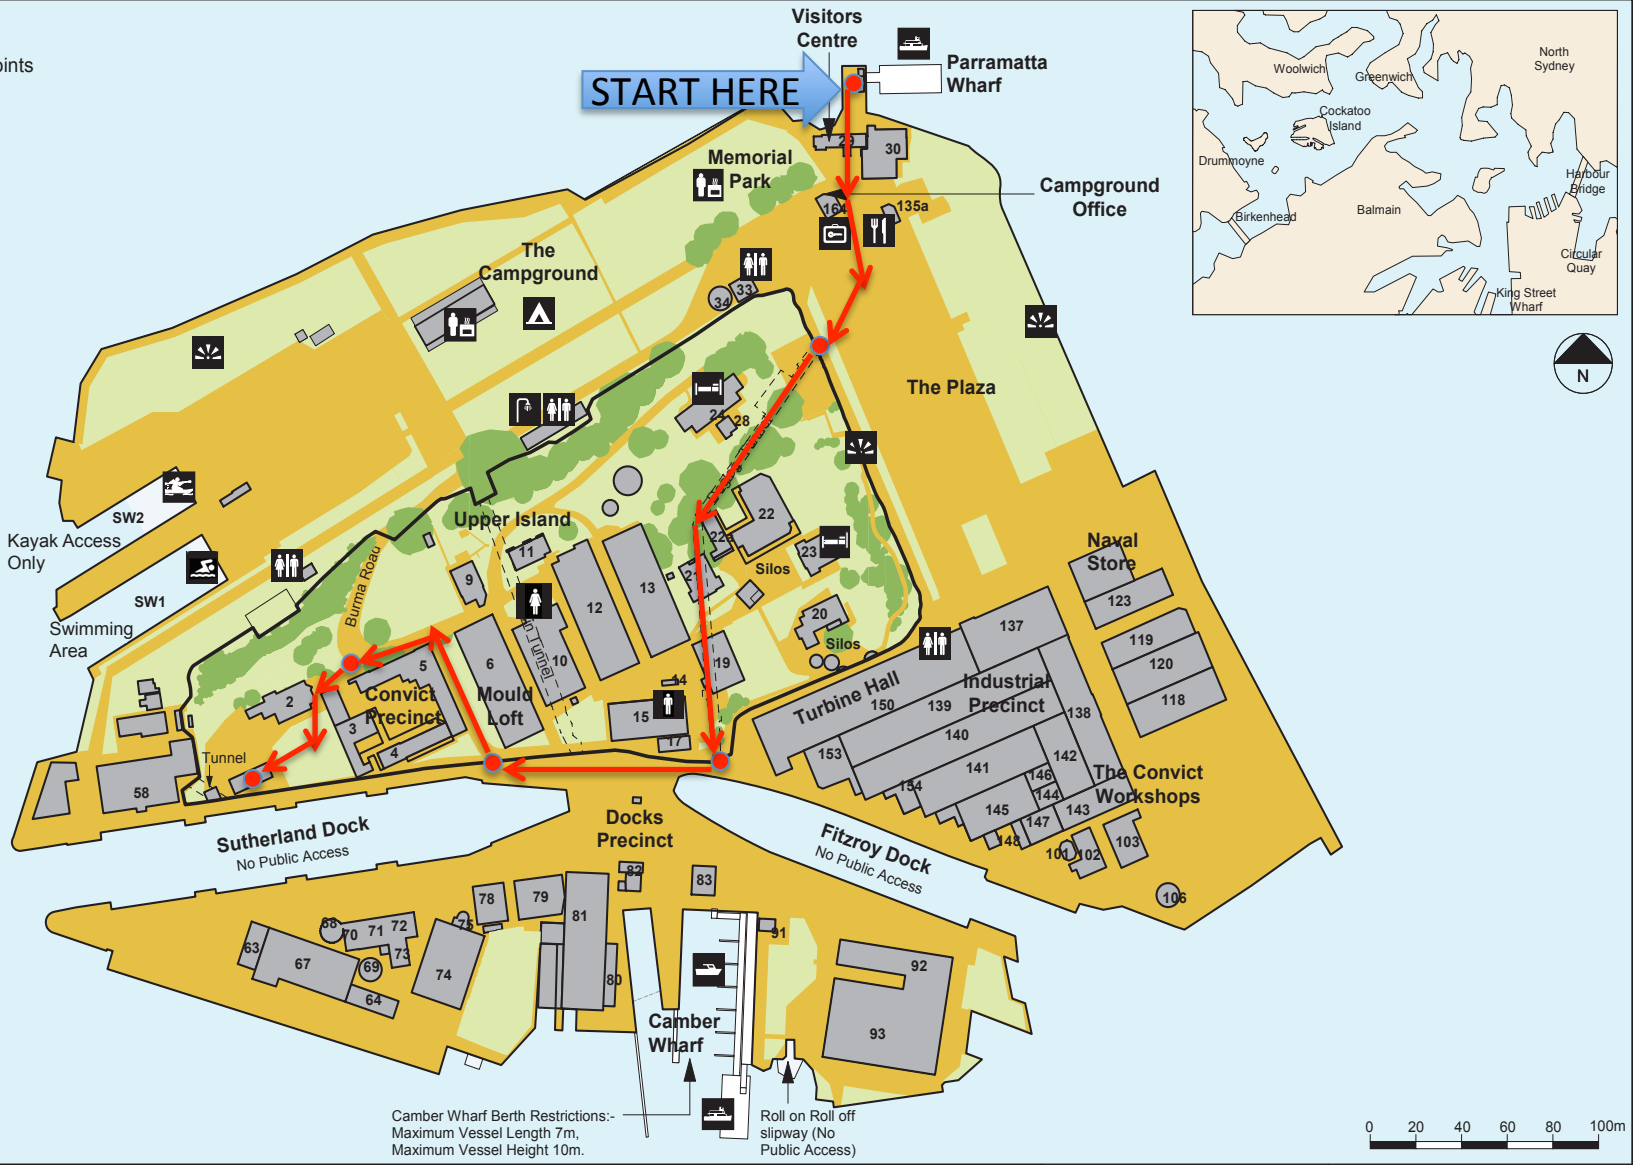 oints
Visitors
Centre
Parramatta
Wharf
START HERE
29
30
Memorial
Park
Campground
Office
164
135a
The
Campground
33
34
The Plaza
24
28
Upper Island
22
22a
23
Silos
21
20
Silos
SW2
Kayak Access
Only
SW1
Swimming
Area
Burma Road
11
9
12
13
10
6
5
19
14
15
17
Mould
Loft
Convict
Precinct
2
3
4
Tunnel
58
Naval
Store
123
119
120
118
137
Turbine Hall
150
139
Industrial
Precinct
138
140
153
141
142
154
146
144
145
143
147
148
The Convict
Workshops
101
102
103
106
Sutherland Dock
No Public Access
Docks
Precinct
Fitzroy Dock
No Public Access
82
83
78
79
81
75
68
70
71
72
73
63
67
69
64
74
80
91
92
93
Camber
Wharf
Camber Wharf Berth Restrictions:-
Maximum Vessel Length 7m,
Maximum Vessel Height 10m.
Roll on Roll off
slipway (No
Public Access)
Woolwich
Greenwich
North
Sydney
Cockatoo
Island
Drummoyne
Harbour
Bridge
Birkenhead
Balmain
Circular
Quay
King Street
Wharf
N
0 20 40 60 80 100m